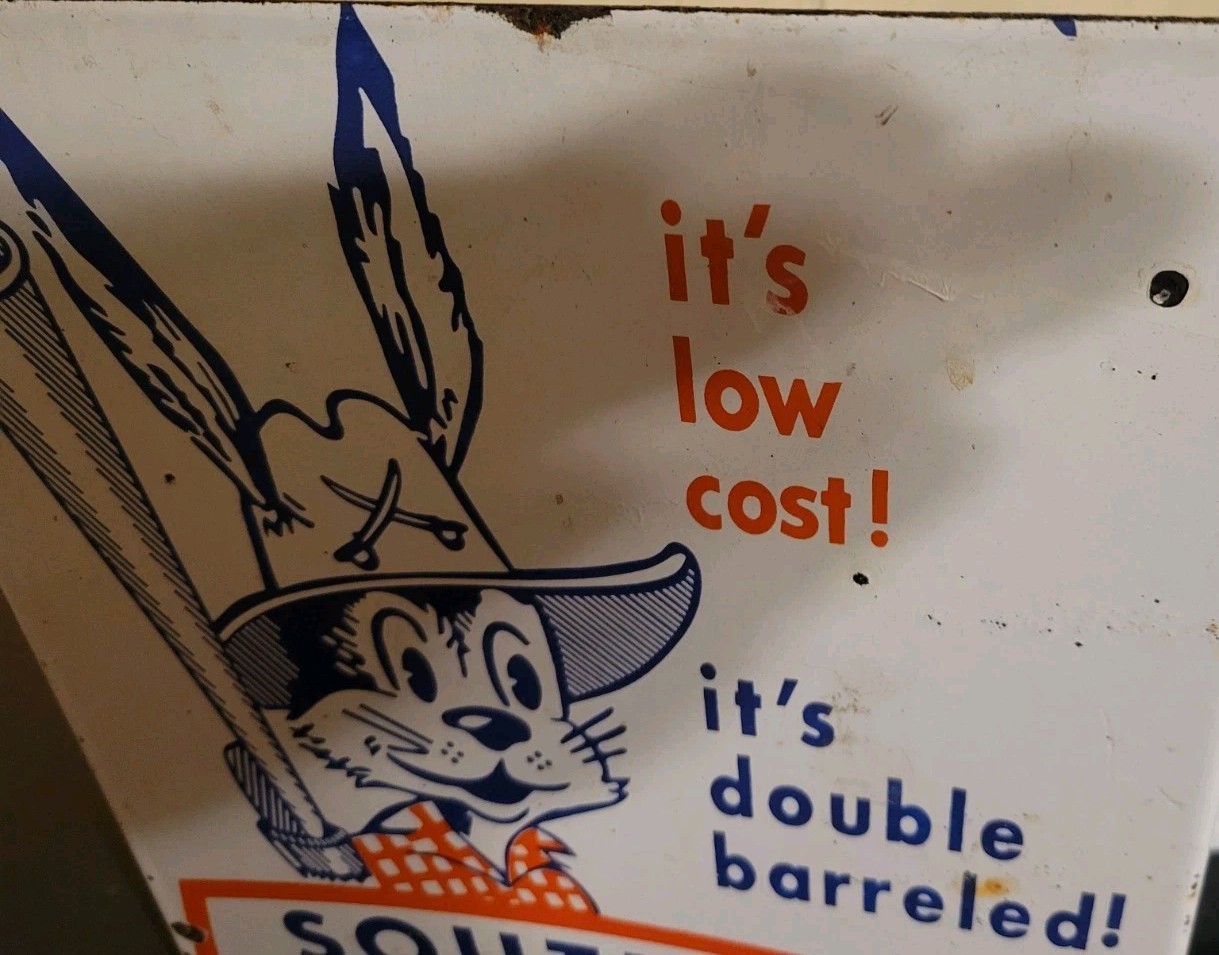 it's
low
cost!
it's
double
barreled!